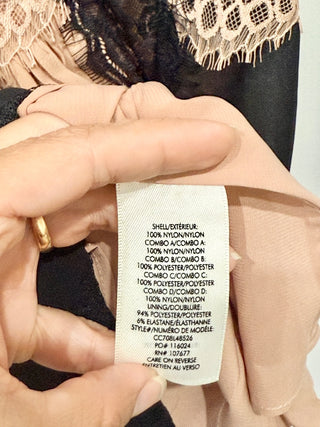 SHELL/EXTÉRIEUR:
100% NYLON/NYLON
COMBO A/COMBO A:
100% NYLON/NYLON
COMBO B/COMBO B:
100% POLYESTER/POLYESTER
COMBO C/COMBO C:
100% POLYESTER/POLYESTER
COMBO D/COMBO D:
100% NYLON/NYLON
LINING/DOUBLURE:
94% POLYESTER/POLYESTER
6% ELASTANE/ÉLASTHANNE
STYLE#/NUMÉRO DE MODÈLE:
CC7GBL4B526
PO# 116024
RN# 107677
CARE ON REVERSE
ENTRETIEN AU VERSO